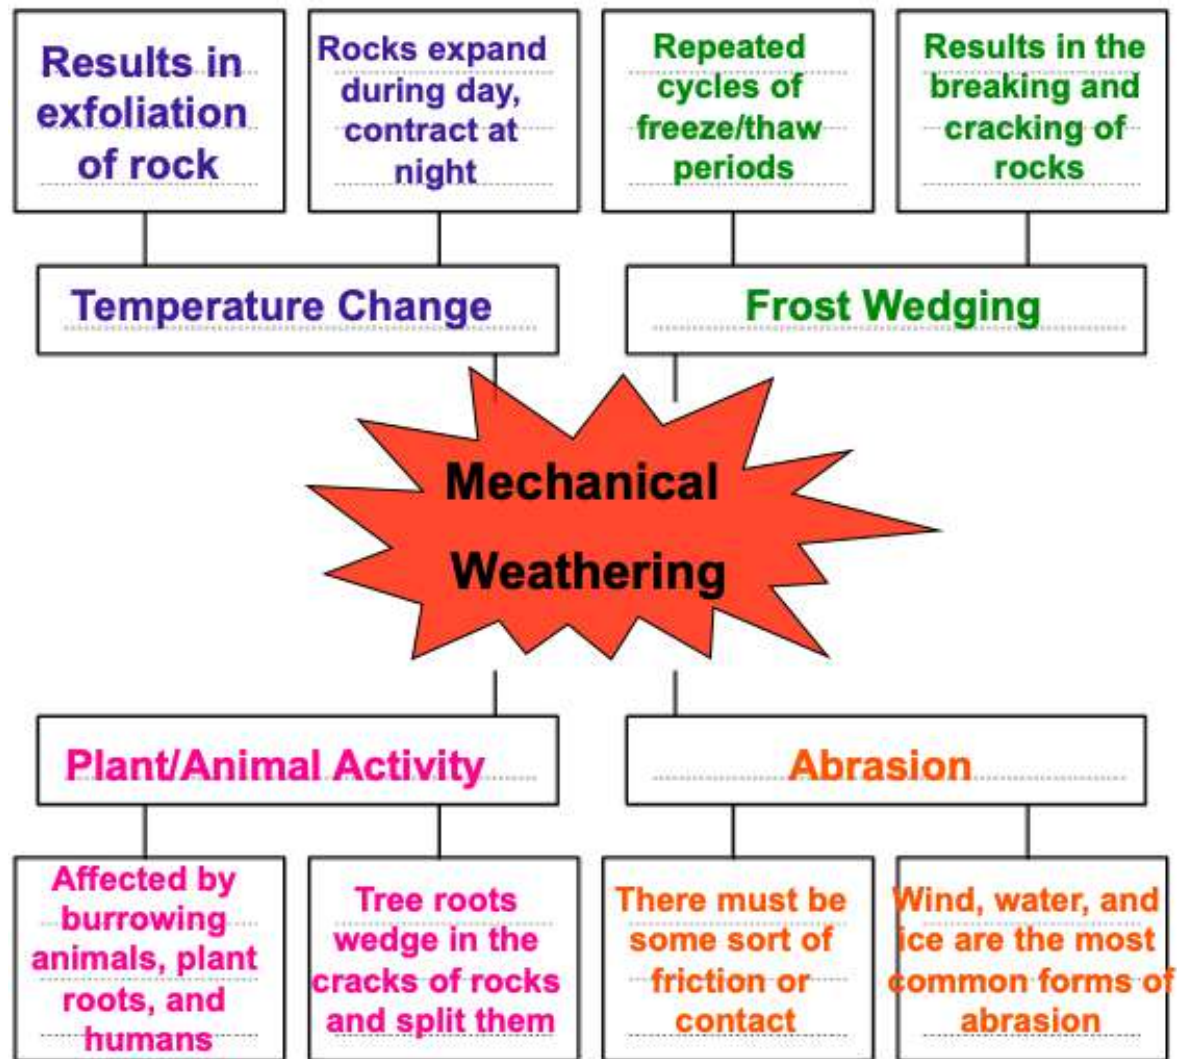 Results in
exfoliation
of rock
Rocks expand
during day,
contract at
night
Repeated
cycles of
freeze/thaw
periods
Results in the
breaking and
cracking of
rocks
Temperature Change
Frost Wedging
Mechanical
Weathering
Plant/Animal Activity
Abrasion
Affected by
burrowing
animals, plant
roots, and
humans
Tree roots
wedge in the
cracks of rocks
and split them
There must be
some sort of
friction or
contact
Wind, water, and
ice are the most
common forms of
abrasion